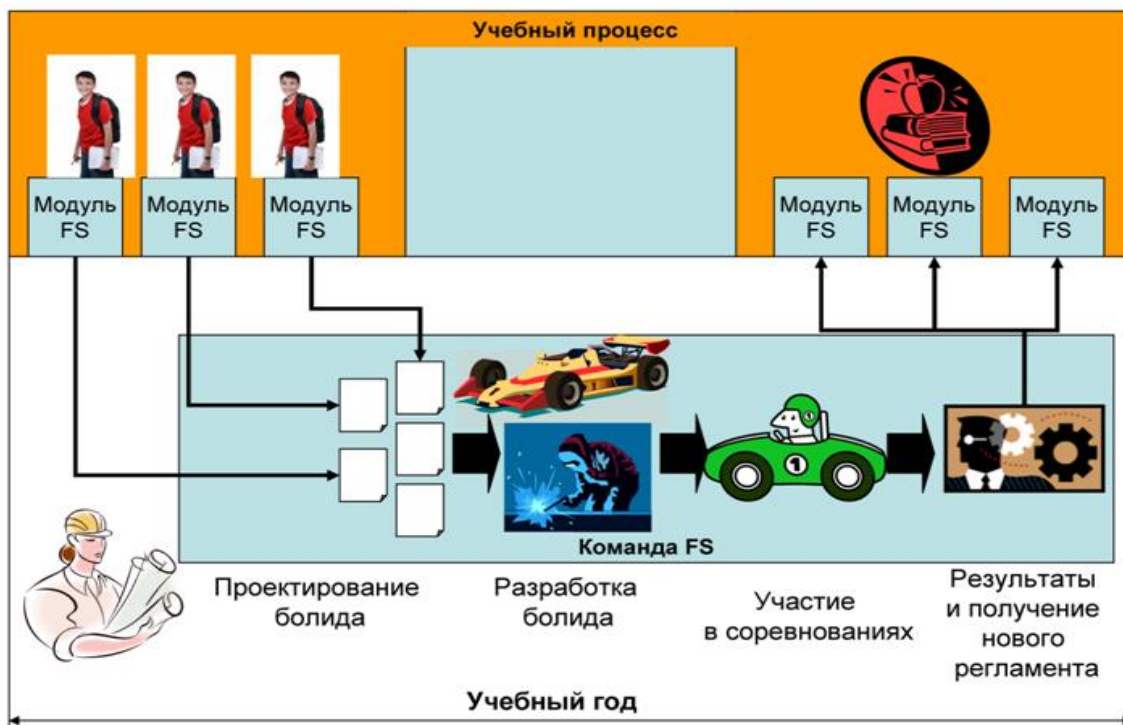 Учебный процесс
Модуль
FS
Модуль
FS
Модуль
FS
Модуль
FS
Модуль
FS
Модуль
FS
1
Команда FS
Проектирование
болида
Разработка
болида
Участие
в соревнованиях
Результаты
и получение
нового
регламента
Учебный год